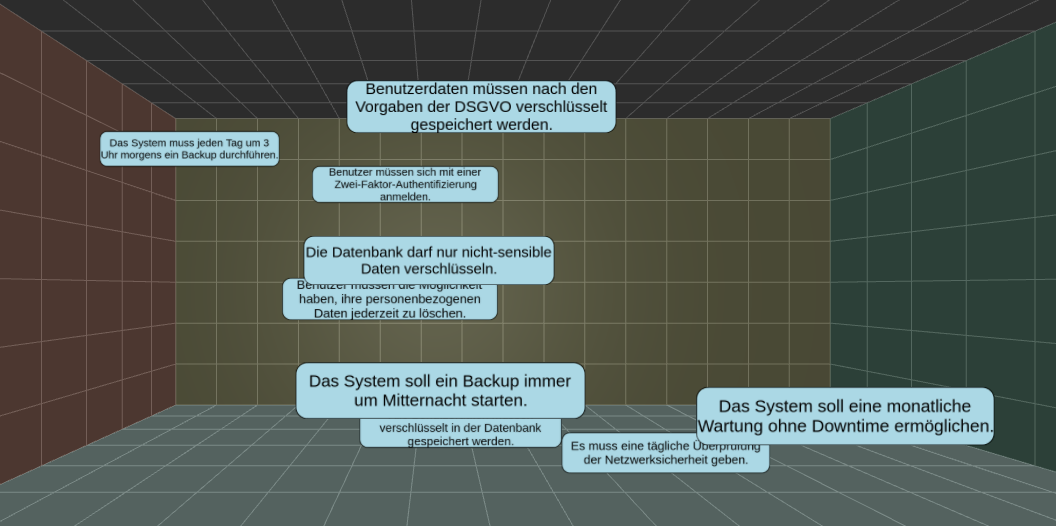 Benutzerdaten müssen nach den
Vorgaben der DSGVO verschlüsselt
gespeichert werden.
Das System muss jeden Tag um 3
Uhr morgens ein Backup durchführen.
Benutzer müssen sich mit einer
Zwei-Faktor-Authentifizierung
anmelden.
Die Datenbank darf nur nicht-sensible
Daten verschlüsseln.
Benutzer müssen die Möglichkeit
haben, ihre personenbezogenen
Daten jederzeit zu löschen.
Das System soll ein Backup immer
um Mitternacht starten.
verschlüsselt in der Datenbank
gespeichert werden.
Das System soll eine monatliche
Wartung ohne Downtime ermöglichen.
Es muss eine tägliche Überprüfung
der Netzwerksicherheit geben.